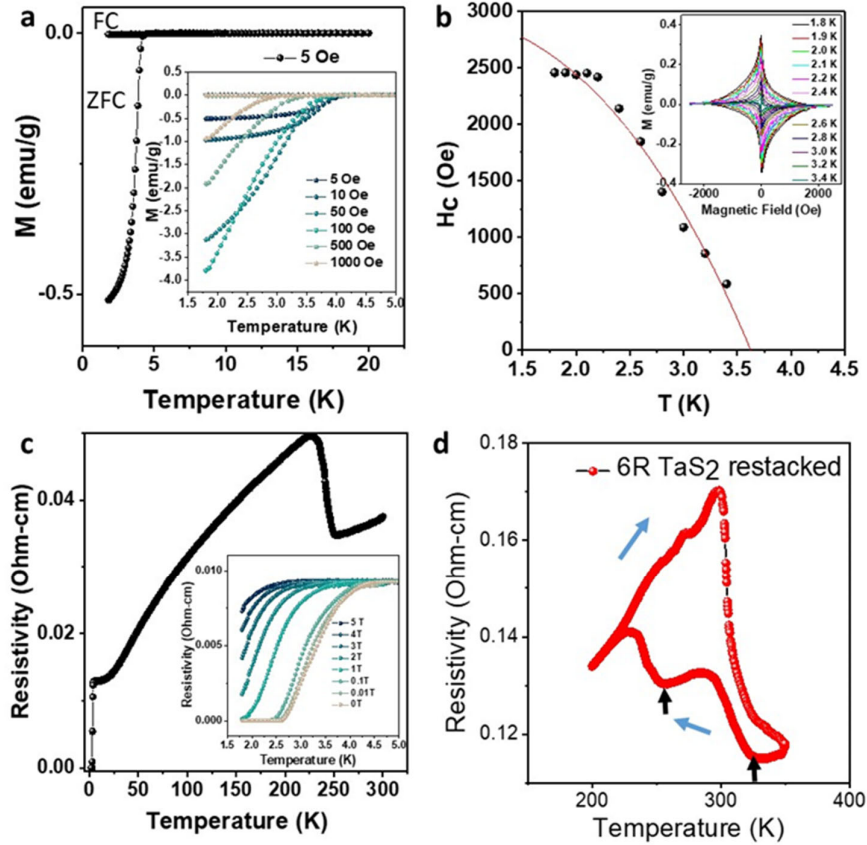 a
FC
ZFC
5 Oe
M (emu/g)
0.0
-0.5
0
5
10
15
20
Temperature (K)
M (emu/g)
0.5
0.0
-0.5
-1.0
-1.5
-2.0
-2.5
-3.0
-3.5
-4.0
5 Oe
10 Oe
50 Oe
100 Oe
500 Oe
1000 Oe
1.5 2.0 2.5 3.0 3.5 4.0 4.5 5.0
Temperature (K)
b
Hc (Oe)
3000
2500
2000
1500
1000
500
0
1.5 2.0 2.5 3.0 3.5 4.0 4.5
T (K)
M (emu/g)
0.4
0.2
0.0
-0.2
-0.4
1.8 K
1.9 K
2.0 K
2.1 K
2.2 K
2.4 K
2.6 K
2.8 K
3.0 K
3.2 K
3.4 K
-2000 0 2000
Magnetic Field (Oe)
c
Resistivity (Ohm-cm)
0.04
0.02
0.00
0 50 100 150 200 250 300
Temperature (K)
Resistivity (Ohm-cm)
0.010
0.005
0.000
5 T
4T
3T
2T
1T
0.1T
0.01T
0T
1.5 2.0 2.5 3.0 3.5 4.0 4.5 5.0
Temperature (K)
d
6R TaS2 restacked
Resistivity (Ohm-cm)
0.18
0.16
0.14
0.12
200 300 400
Temperature (K)